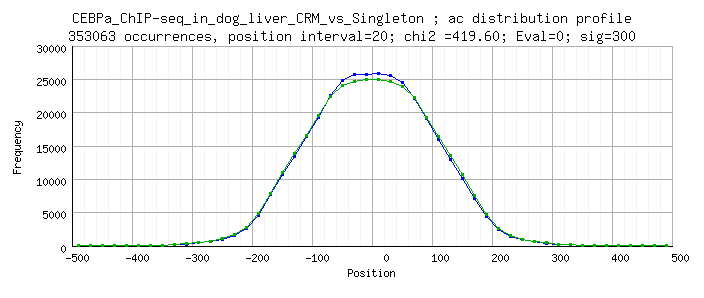 CEBPa_ChIP-seq_in_dog_liver_CRM_vs_Singleton ; ac distribution profile
353063 occurrences, position interval=20; chi2 =419.60; Eval=0; sig=300
30000
25000
20000
15000
10000
5000
0
Frequency
-500 -400 -300 -200 -100 0 100 200 300 400 500
Position